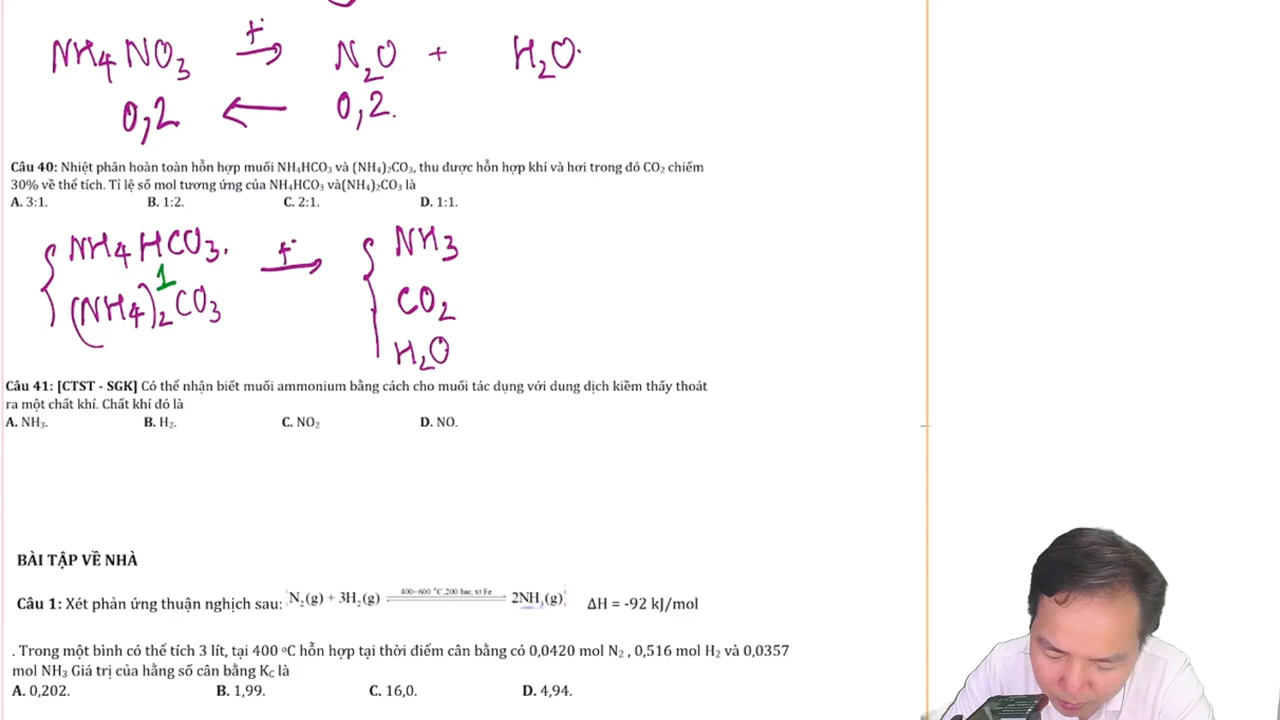 NH4NO3 t° → N2O + H2O.
0,2 ← 0,2.
Câu 40: Nhiệt phân hoàn toàn hỗn hợp muối NH₄HCO₃ và (NH₄)₂CO₃, thu được hỗn hợp khí và hơi trong đó CO₂ chiếm
30% về thể tích. Tỉ lệ số mol tương ứng của NH₄HCO₃ và(NH₄)₂CO₃ là
A. 3:1. B. 1:2. C. 2:1. D. 1:1.
{ NH4HCO3. t° → { NH3
1
(NH4)2CO3 CO2
H2O
Câu 41: [CTST - SGK] Có thể nhận biết muối ammonium bằng cách cho muối tác dụng với dung dịch kiềm thấy thoát
ra một chất khí. Chất khí đó là
A. NH₃. B. H₂. C. NO₂ D. NO.
BÀI TẬP VỀ NHÀ
400–600 °C ,200 bar, xt Fe
Câu 1: Xét phản ứng thuận nghịch sau: N₂(g) + 3H₂(g) ⇌ 2NH₃(g) ΔH = -92 kJ/mol
. Trong một bình có thể tích 3 lít, tại 400 °C hỗn hợp tại thời điểm cân bằng có 0,0420 mol N₂ , 0,516 mol H₂ và 0,0357
mol NH₃ Giá trị của hằng số cân bằng K_C là
A. 0,202. B. 1,99. C. 16,0. D. 4,94.